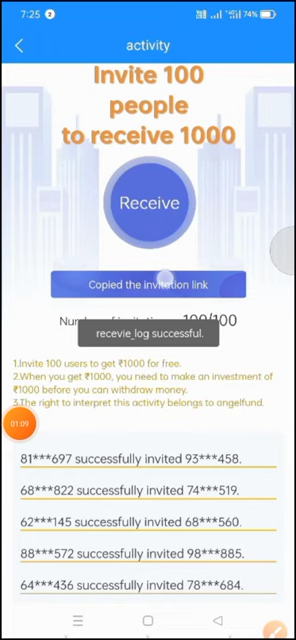 7:25 2 74%
activity
Invite 100
people
to receive 1000
Receive
Copied the invitation link
100/100
recevie_log successful.
1.Invite 100 users to get ₹1000 for free.
2.When you get ₹1000, you need to make an investment of
₹1000 before you can withdraw money.
3.The right to interpret this activity belongs to angelfund.
01:09
81***697 successfully invited 93***458.
68***822 successfully invited 74***519.
62***145 successfully invited 68***560.
88***572 successfully invited 98***885.
64***436 successfully invited 78***684.